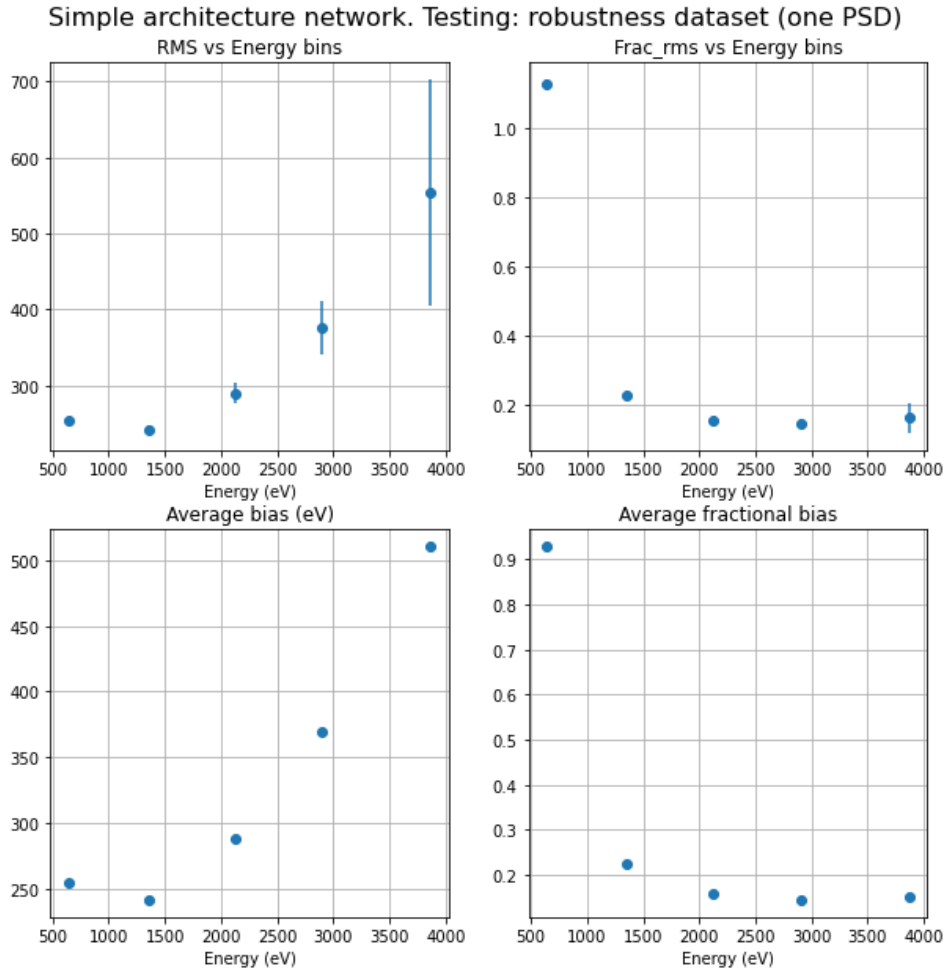 Simple architecture network. Testing: robustness dataset (one PSD)
RMS vs Energy bins
700
600
500
400
300
500 1000 1500 2000 2500 3000 3500 4000
Energy (eV)
Frac_rms vs Energy bins
1.0
0.8
0.6
0.4
0.2
500 1000 1500 2000 2500 3000 3500 4000
Energy (eV)
Average bias (eV)
500
450
400
350
300
250
500 1000 1500 2000 2500 3000 3500 4000
Energy (eV)
Average fractional bias
0.9
0.8
0.7
0.6
0.5
0.4
0.3
0.2
500 1000 1500 2000 2500 3000 3500 4000
Energy (eV)